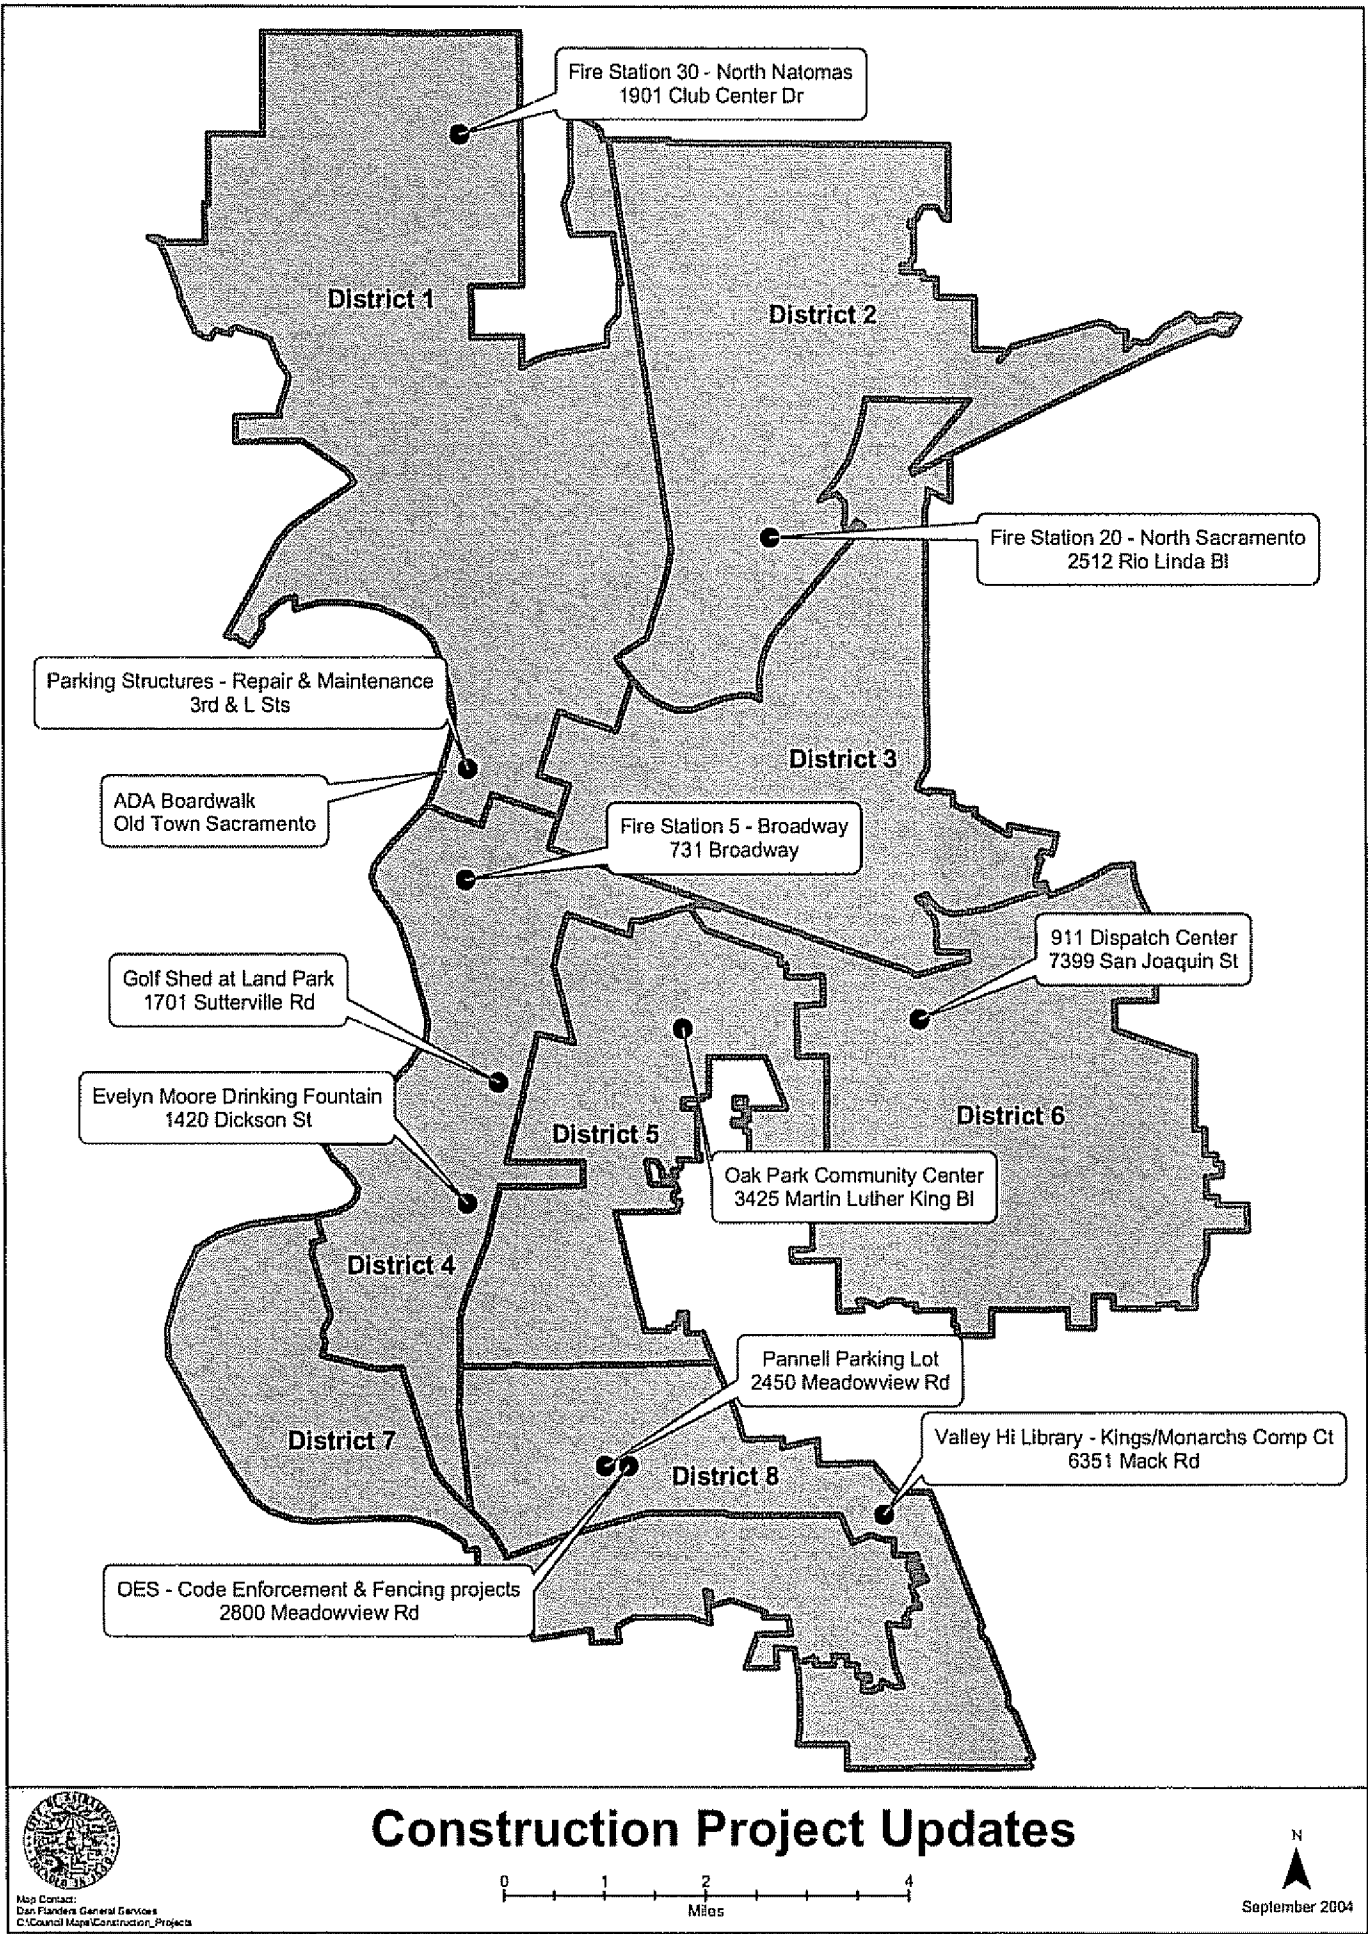 Fire Station 30 - North Natomas
1901 Club Center Dr
District 1
District 2
Fire Station 20 - North Sacramento
2512 Rio Linda Bl
Parking Structures - Repair & Maintenance
3rd & L Sts
District 3
ADA Boardwalk
Old Town Sacramento
Fire Station 5 - Broadway
731 Broadway
911 Dispatch Center
7399 San Joaquin St
Golf Shed at Land Park
1701 Sutterville Rd
Evelyn Moore Drinking Fountain
1420 Dickson St
District 5
District 6
Oak Park Community Center
3425 Martin Luther King Bl
District 4
Pannell Parking Lot
2450 Meadowview Rd
District 7
District 8
Valley Hi Library - Kings/Monarchs Comp Ct
6351 Mack Rd
OES - Code Enforcement & Fencing projects
2800 Meadowview Rd
CITY OF SACRAMENTO
Construction Project Updates
0 1 2 4
Miles
N
September 2004
Map Contact:
Dan Flanders General Services
C:\Council Maps\Construction_Projects